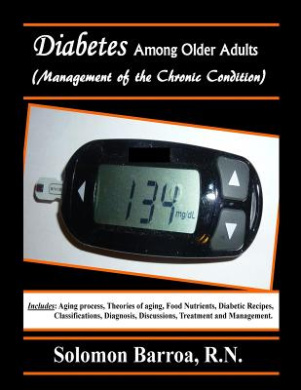 Diabetes Among Older Adults
(Management of the Chronic Condition)
134
mg/dL
Includes: Aging process, Theories of aging, Food Nutrients, Diabetic Recipes,
Classifications, Diagnosis, Discussions, Treatment and Management.
Solomon Barroa, R.N.